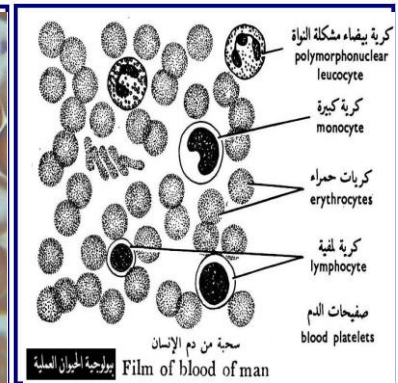 كرية بيضاء مشكلة النواة
polymorphonuclear
leucocyte
كرية كبيرة
monocyte
كريات حمراء
erythrocytes
كرية لمفية
lymphocyte
صفيحات الدم
blood platelets
سحبة من دم الإنسان
Film of blood of man
بيولوجية الحيوان العملية